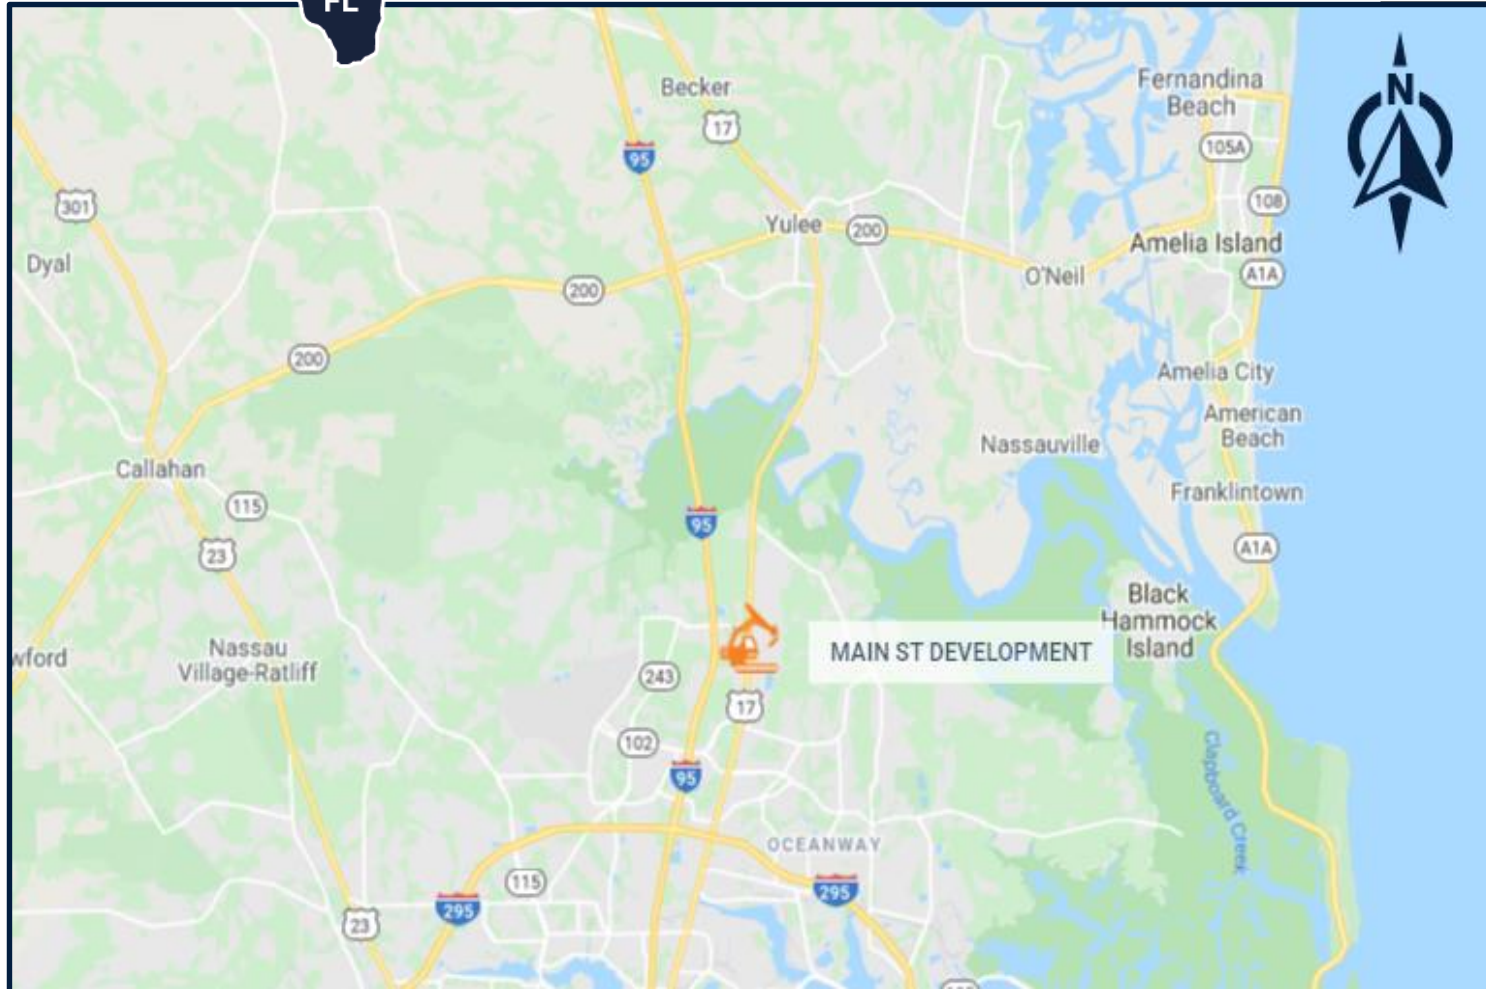 FL
N
Becker
Fernandina
Beach
17
95
105A
301
108
Yulee
200
Amelia Island
Dyal
O'Neil
A1A
200
200
Amelia City
American
Beach
Nassauville
Callahan
Franklintown
115
95
23
A1A
Black
Hammock
Island
Nassau
Village-Ratliff
wford
MAIN ST DEVELOPMENT
243
17
102
95
Clapboard Creek
OCEANWAY
115
295
295
23